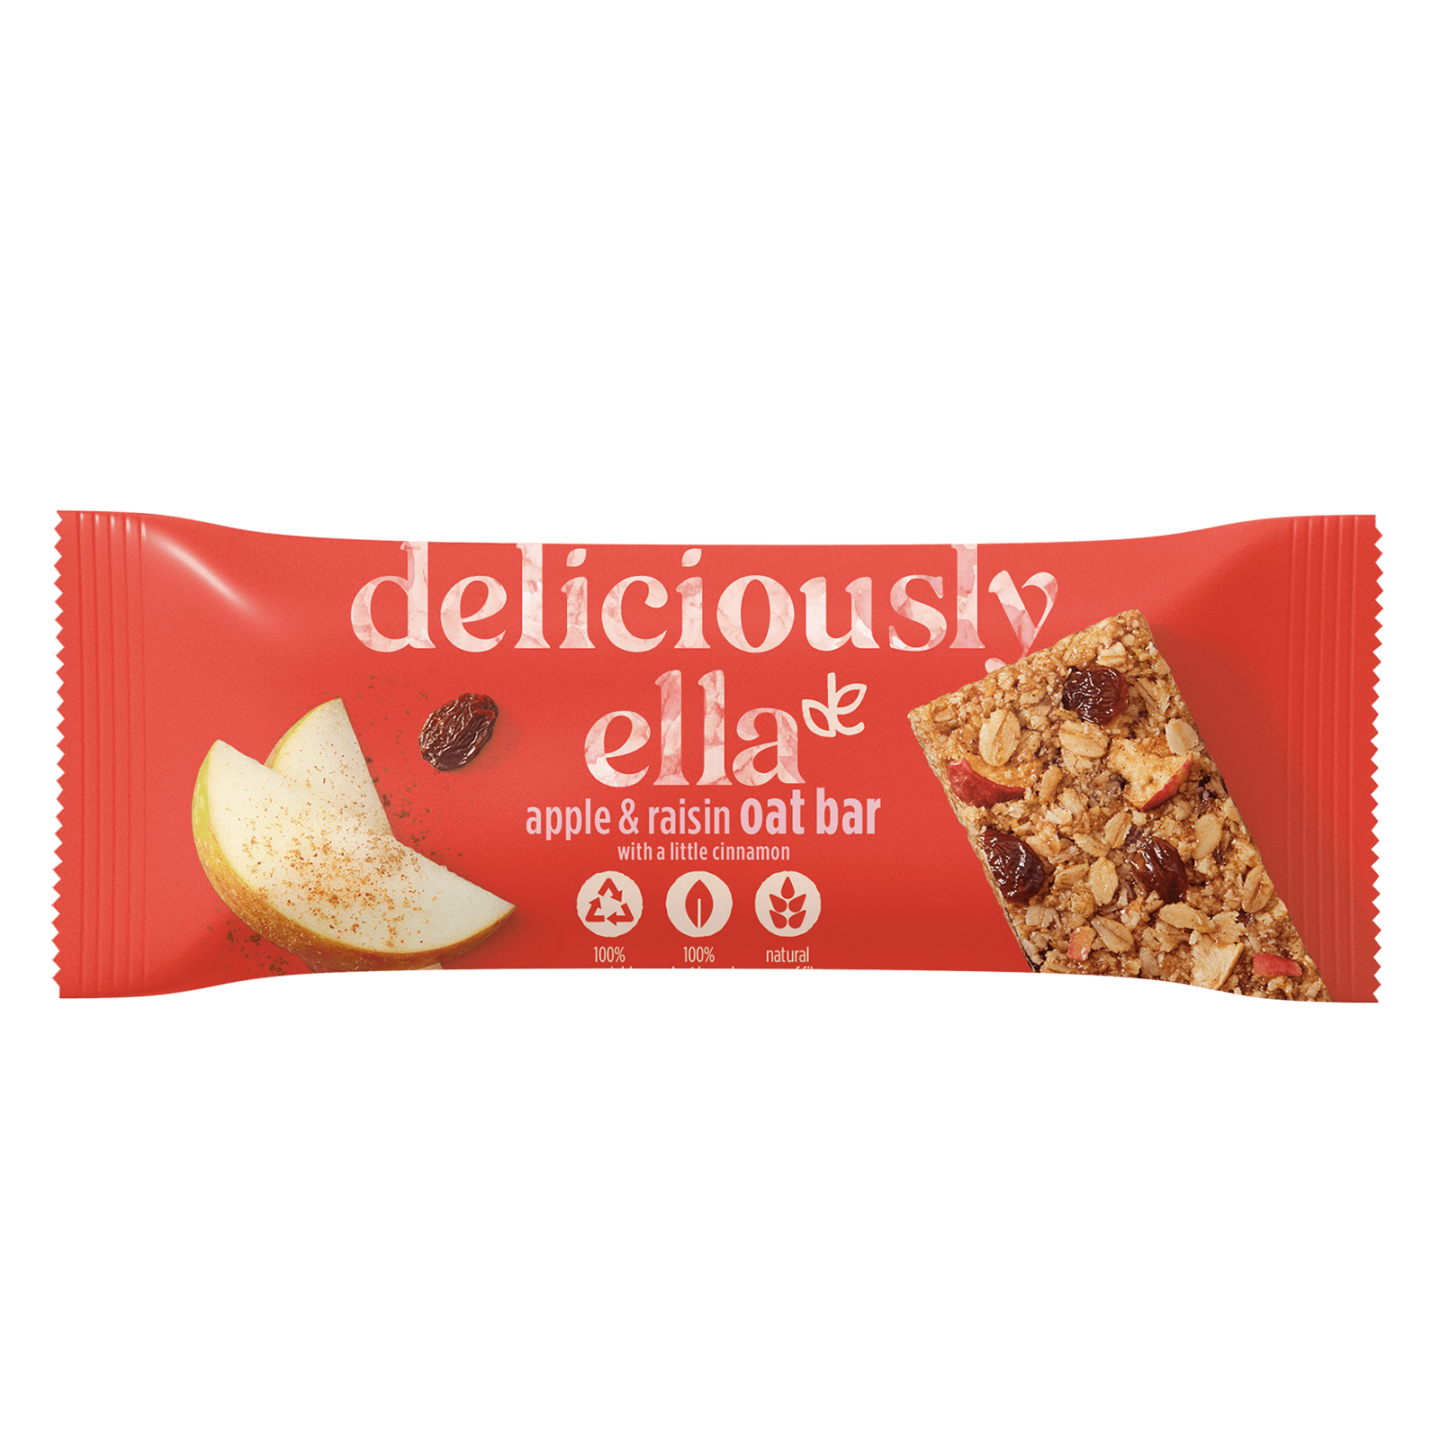 deliciously
ella
apple & raisin oat bar
with a little cinnamon
100% 100% natural